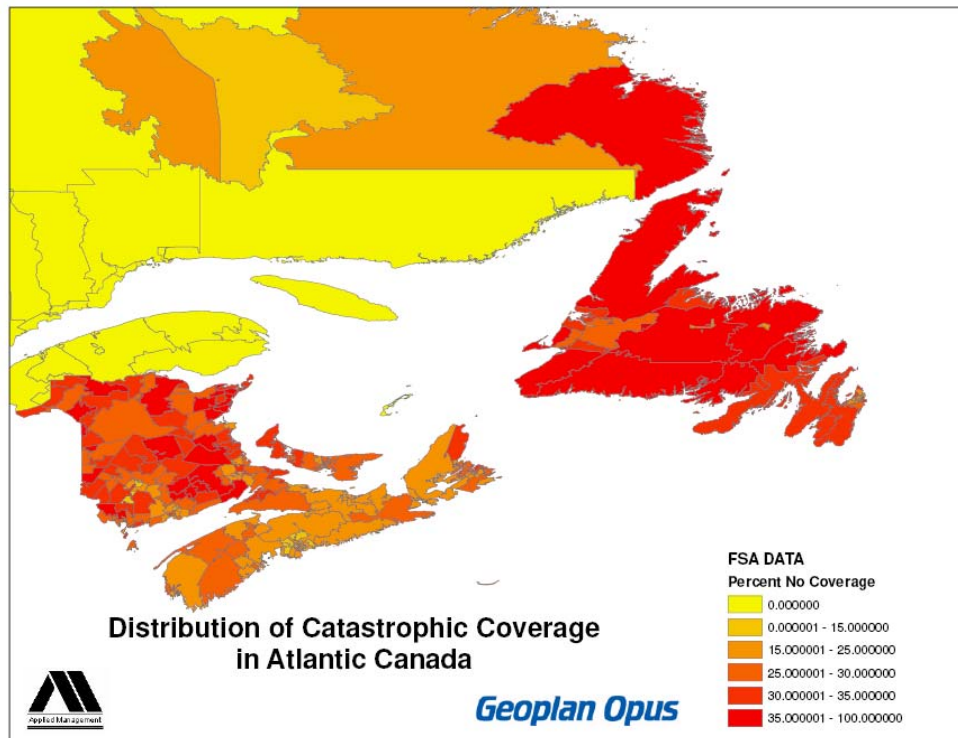 FSA DATA
Percent No Coverage
0.000000
0.000001 - 15.000000
15.000001 - 25.000000
25.000001 - 30.000000
30.000001 - 35.000000
35.000001 - 100.000000
Distribution of Catastrophic Coverage
in Atlantic Canada
Applied Management
Geoplan Opus